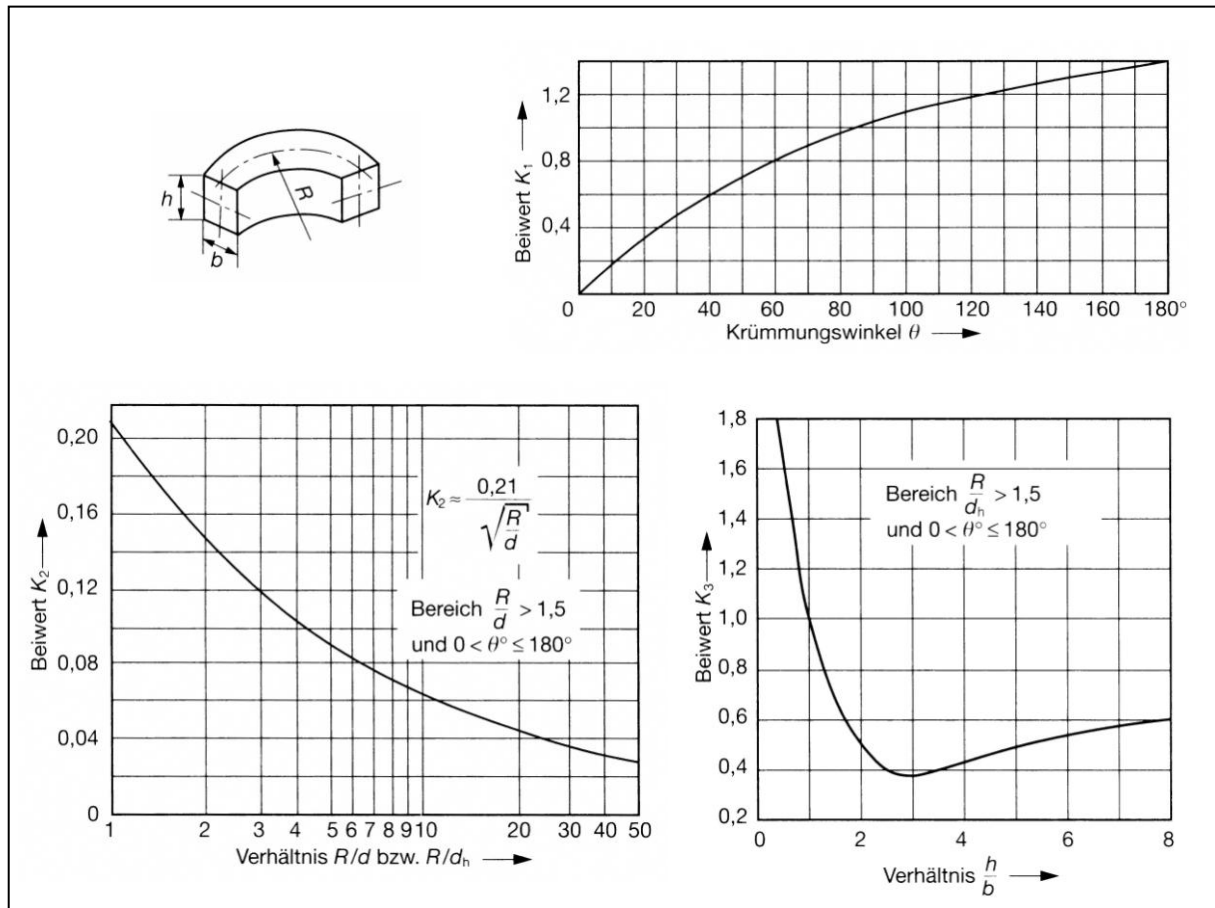 h
b
R
Beiwert K₁
1,2
0,8
0.4
0 20 40 60 80 100 120 140 160 180°
Krümmungswinkel θ
Beiwert K₂
0,20
0,16
0,12
0,08
0,04
0
1 2 3 4 5 6 7 8 9 10 20 30 40 50
Verhältnis R/d bzw. R/dₕ
K₂ ≈ 0,21 / √(R/d)
Bereich R/d > 1,5
und 0 < θ° ≤ 180°
Beiwert K₃
1,8
1,6
1,4
1,2
1,0
0,8
0,6
0,4
0,2
0 2 4 6 8
Verhältnis h/b
Bereich R/dₕ > 1,5
und 0 < θ° ≤ 180°